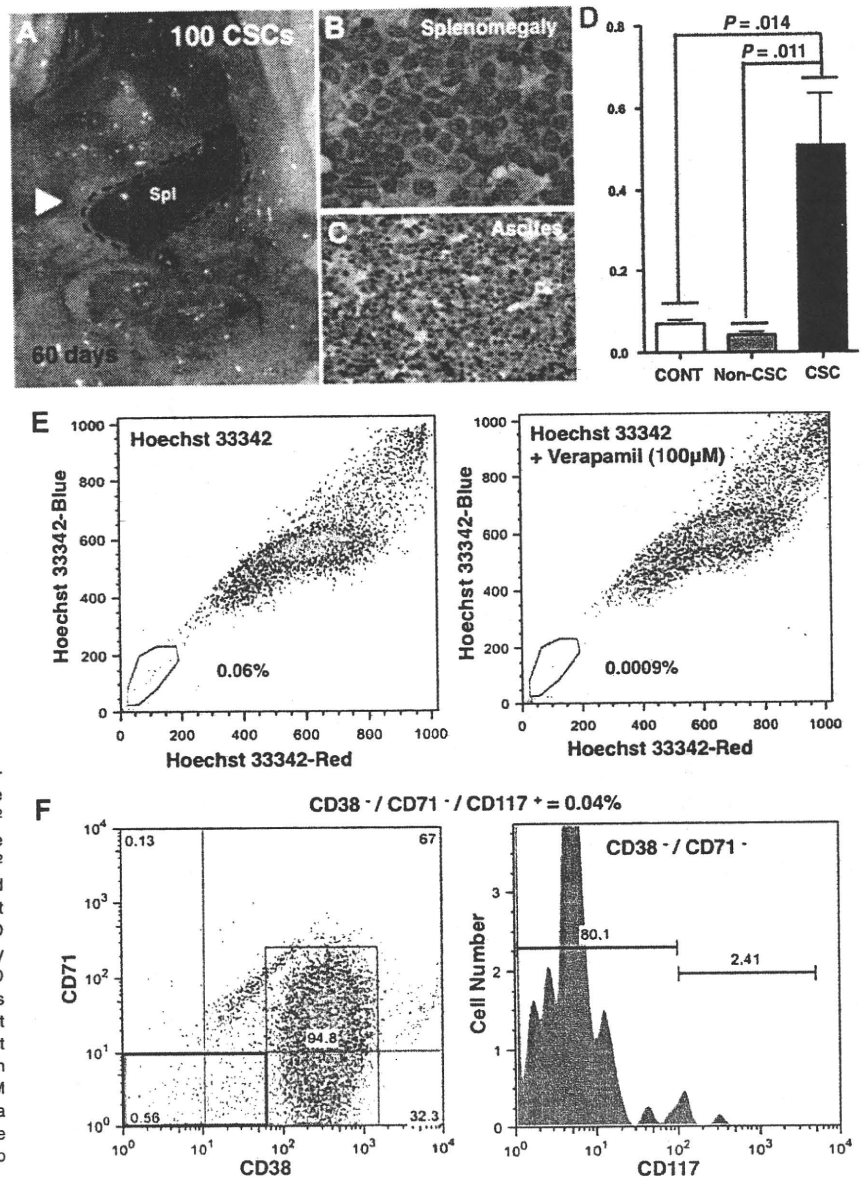 A
100 CSCs
Spl
60 days
B
Splenomegaly
C
Ascites
D
P = .014
P = .011
0.8
0.6
0.4
0.2
0.0
CONT Non-CSC CSC
E
Hoechst 33342
Hoechst 33342-Blue
1000
800
600
400
200
0
0.06%
0 200 400 600 800 1000
Hoechst 33342-Red
Hoechst 33342
+ Verapamil (100µM)
Hoechst 33342-Blue
1000
800
600
400
200
0
0.0009%
0 200 400 600 800 1000
Hoechst 33342-Red
F
CD38 - / CD71 - / CD117 + = 0.04%
CD71
10⁴
10³
10²
10¹
10⁰
0.13
67
94.8
0.56
32.3
10⁰ 10¹ 10² 10³ 10⁴
CD38
CD38 - / CD71 -
Cell Number
3
2
1
0
80.1
2.41
10⁰ 10¹ 10² 10³ 10⁴
CD117